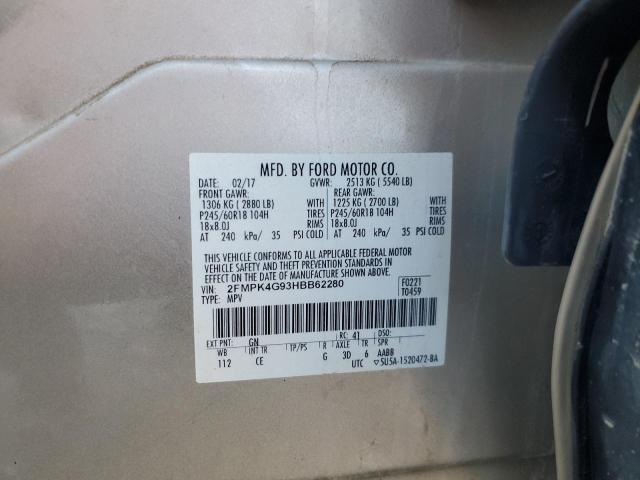 MFD. BY FORD MOTOR CO.
DATE: 02/17 GVWR: 2513 KG ( 5540 LB)
FRONT GAWR: REAR GAWR:
1306 KG ( 2880 LB) WITH 1225 KG ( 2700 LB) WITH
P245/60R18 104H TIRES P245/60R18 104H TIRES
18x8.0J RIMS 18x8.0J RIMS
AT 240 kPa/ 35 PSI COLD AT 240 kPa/ 35 PSI COLD
THIS VEHICLE CONFORMS TO ALL APPLICABLE FEDERAL MOTOR
VEHICLE SAFETY AND THEFT PREVENTION STANDARDS IN
EFFECT ON THE DATE OF MANUFACTURE SHOWN ABOVE.
VIN: 2FMPK4G93HBB62280 F0221
TYPE: MPV T0459
EXT PNT: GN RC: 41 DSO:
WB INT TR TP/PS R AXLE TR SPR
112 CE G 3D 6 AABB
UTC ▽5U5A-1520472-BA